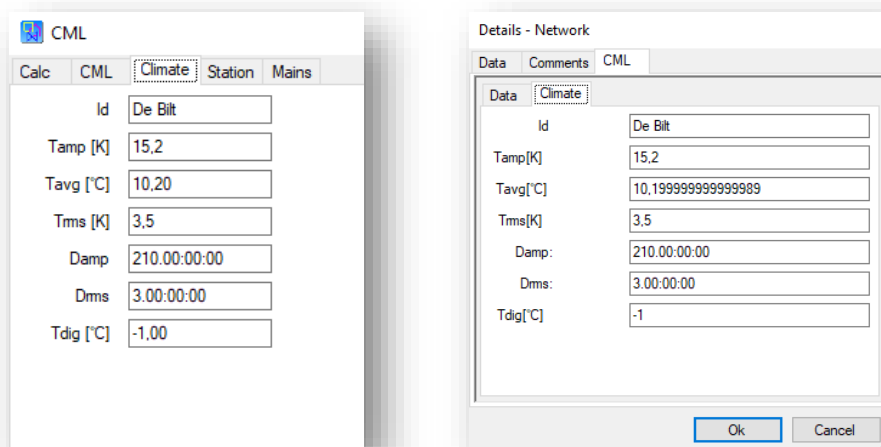 CML
Calc CML Climate Station Mains
Id De Bilt
Tamp [K] 15,2
Tavg [°C] 10,20
Trms [K] 3,5
Damp 210.00:00:00
Drms 3.00:00:00
Tdig [°C] -1,00
Details - Network
Data Comments CML
Data Climate
Id De Bilt
Tamp[K] 15,2
Tavg[°C] 10,199999999999989
Trms[K] 3,5
Damp: 210.00:00:00
Drms: 3.00:00:00
Tdig[°C] -1
Ok Cancel